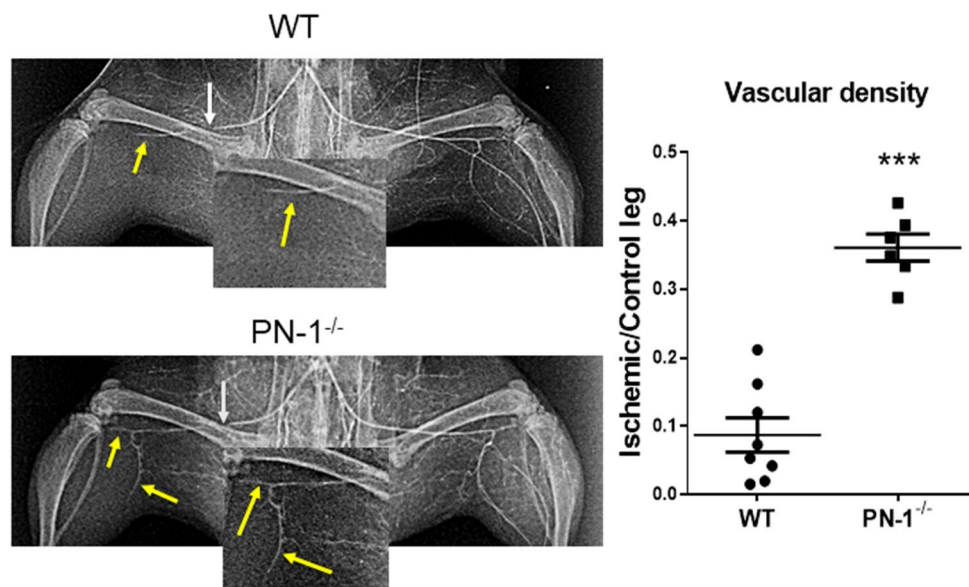 WT
PN-1-/-
Vascular density
Ischemic/Control leg
0.5
0.4
0.3
0.2
0.1
0.0
***
WT
PN-1-/-